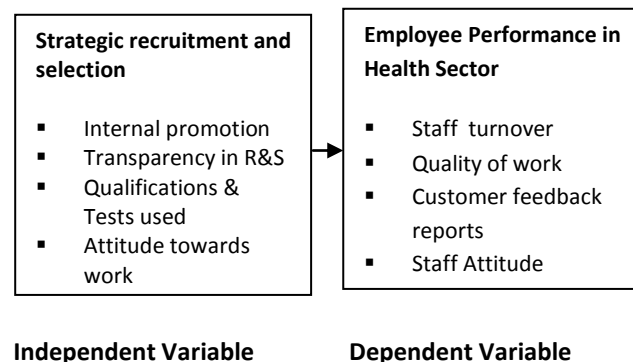 Strategic recruitment and
selection
▪ Internal promotion
▪ Transparency in R&S
▪ Qualifications &
Tests used
▪ Attitude towards
work
Employee Performance in
Health Sector
▪ Staff turnover
▪ Quality of work
▪ Customer feedback
reports
▪ Staff Attitude
Independent Variable
Dependent Variable